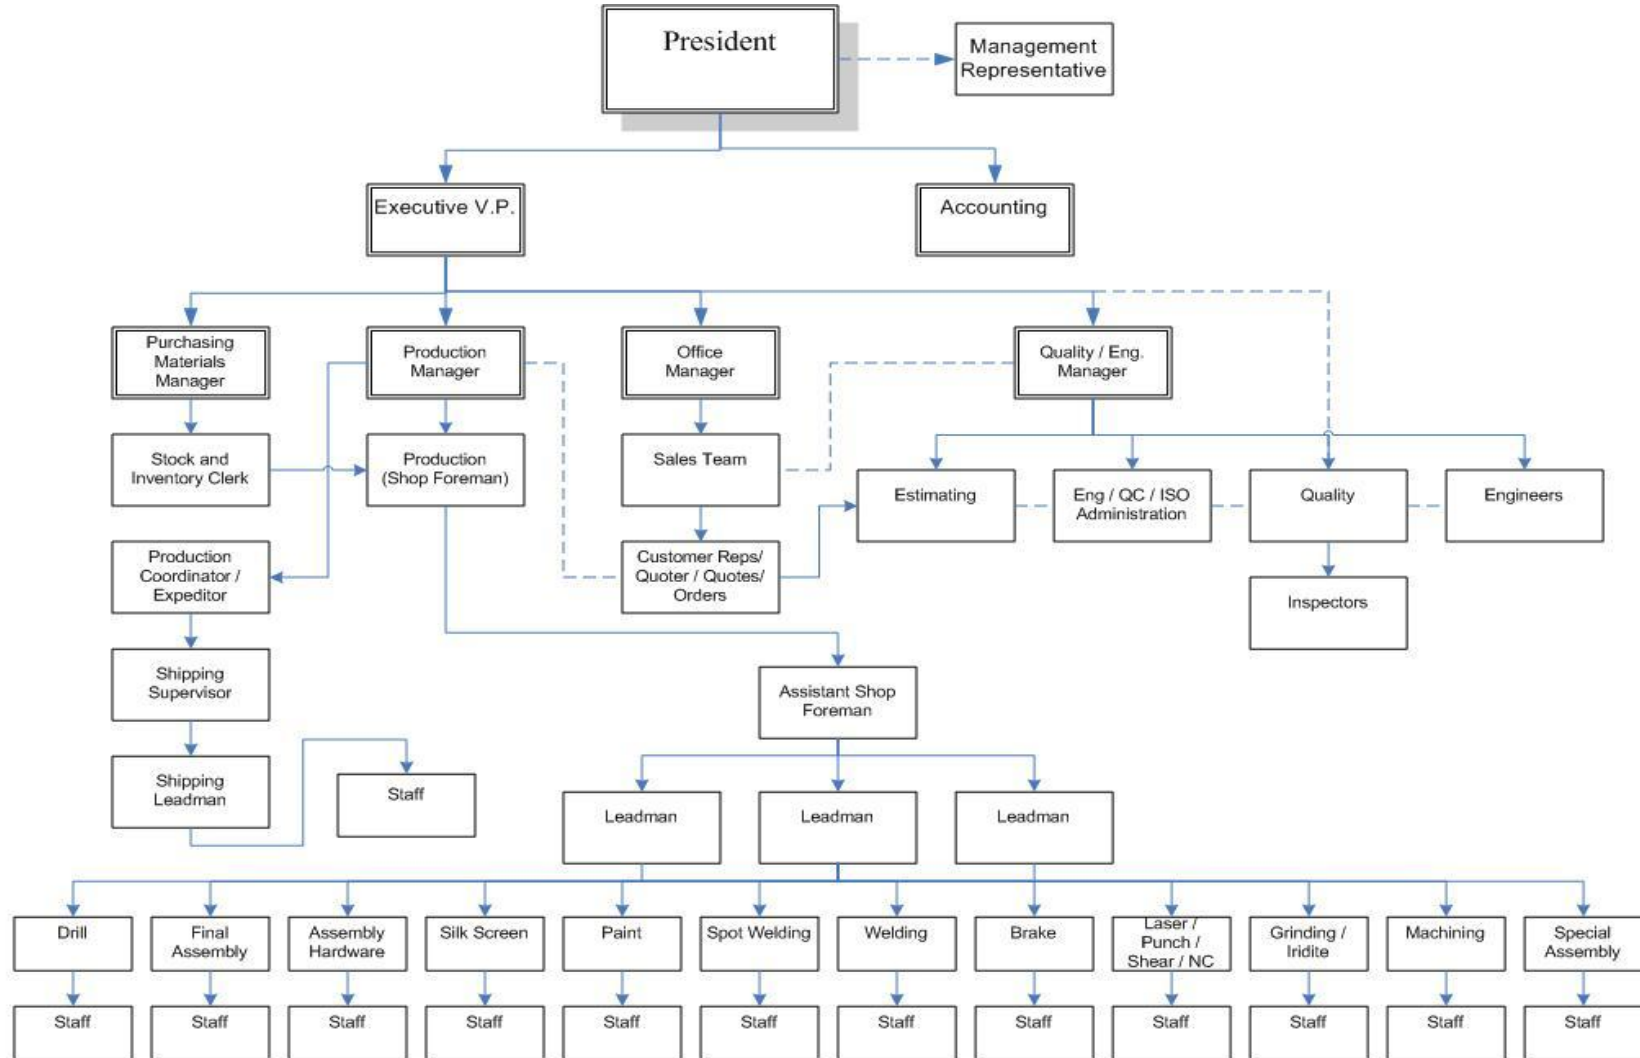 President
Management
Representative
Executive V.P.
Accounting
Purchasing
Materials
Manager
Production
Manager
Office
Manager
Quality / Eng.
Manager
Stock and
Inventory Clerk
Production
(Shop Foreman)
Sales Team
Estimating
Eng / QC / ISO
Administration
Quality
Engineers
Production
Coordinator /
Expeditor
Customer Reps/
Quoter / Quotes/
Orders
Inspectors
Shipping
Supervisor
Assistant Shop
Foreman
Shipping
Leadman
Staff
Leadman
Leadman
Leadman
Drill
Final
Assembly
Assembly
Hardware
Silk Screen
Paint
Spot Welding
Welding
Brake
Laser /
Punch /
Shear / NC
Grinding /
Iridite
Machining
Special
Assembly
Staff
Staff
Staff
Staff
Staff
Staff
Staff
Staff
Staff
Staff
Staff
Staff